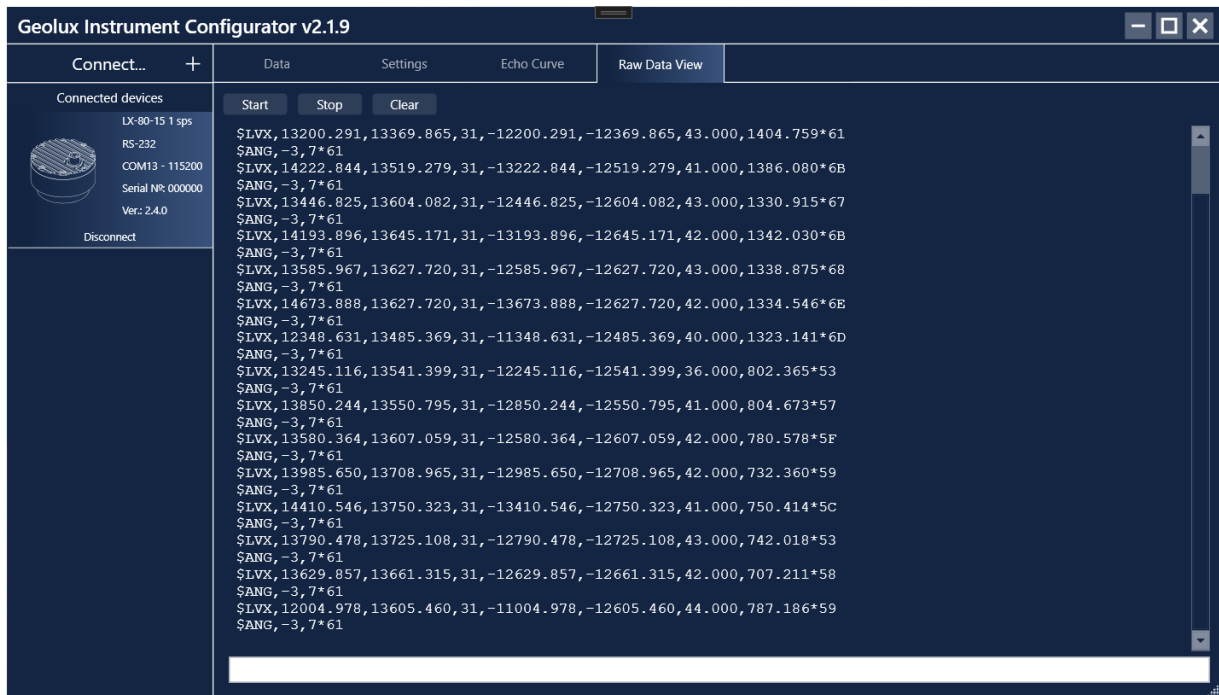 Geolux Instrument Configurator v2.1.9
Connect... +
Data Settings Echo Curve Raw Data View
Connected devices
LX-80-15 1 sps
RS-232
COM13 - 115200
Serial Nº: 000000
Ver.: 2.4.0
Disconnect
Start Stop Clear
$LVX,13200.291,13369.865,31,-12200.291,-12369.865,43.000,1404.759*61
$ANG,-3,7*61
$LVX,14222.844,13519.279,31,-13222.844,-12519.279,41.000,1386.080*6B
$ANG,-3,7*61
$LVX,13446.825,13604.082,31,-12446.825,-12604.082,43.000,1330.915*67
$ANG,-3,7*61
$LVX,14193.896,13645.171,31,-13193.896,-12645.171,42.000,1342.030*6B
$ANG,-3,7*61
$LVX,13585.967,13627.720,31,-12585.967,-12627.720,43.000,1338.875*68
$ANG,-3,7*61
$LVX,14673.888,13627.720,31,-13673.888,-12627.720,42.000,1334.546*6E
$ANG,-3,7*61
$LVX,12348.631,13485.369,31,-11348.631,-12485.369,40.000,1323.141*6D
$ANG,-3,7*61
$LVX,13245.116,13541.399,31,-12245.116,-12541.399,36.000,802.365*53
$ANG,-3,7*61
$LVX,13850.244,13550.795,31,-12850.244,-12550.795,41.000,804.673*57
$ANG,-3,7*61
$LVX,13580.364,13607.059,31,-12580.364,-12607.059,42.000,780.578*5F
$ANG,-3,7*61
$LVX,13985.650,13708.965,31,-12985.650,-12708.965,42.000,732.360*59
$ANG,-3,7*61
$LVX,14410.546,13750.323,31,-13410.546,-12750.323,41.000,750.414*5C
$ANG,-3,7*61
$LVX,13790.478,13725.108,31,-12790.478,-12725.108,43.000,742.018*53
$ANG,-3,7*61
$LVX,13629.857,13661.315,31,-12629.857,-12661.315,42.000,707.211*58
$ANG,-3,7*61
$LVX,12004.978,13605.460,31,-11004.978,-12605.460,44.000,787.186*59
$ANG,-3,7*61